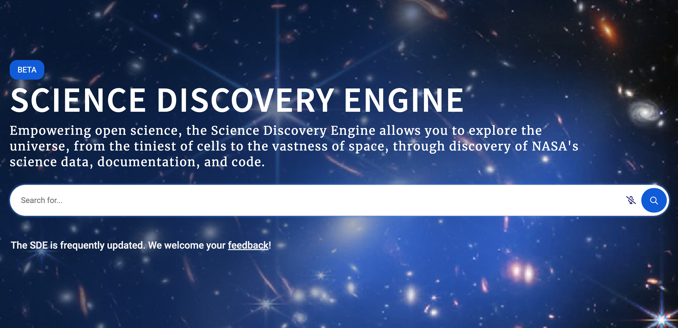 BETA
SCIENCE DISCOVERY ENGINE
Empowering open science, the Science Discovery Engine allows you to explore the
universe, from the tiniest of cells to the vastness of space, through discovery of NASA's
science data, documentation, and code.
Search for...
The SDE is frequently updated. We welcome your feedback!